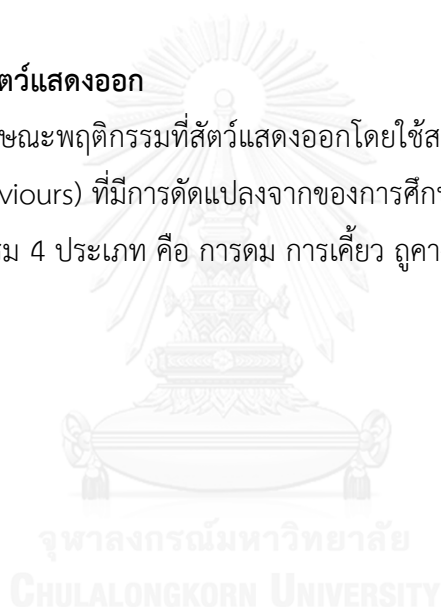 ตว์แสดงออก
ษณะพฤติกรรมที่สัตว์แสดงออกโดยใช้ส
viours) ที่มีการดัดแปลงจากของการศึกษ
รม 4 ประเภท คือ การดม การเคี้ยว ถูคา
จุฬาลงกรณ์มหาวิทยาลัย
CHULALONGKORN UNIVERSITY